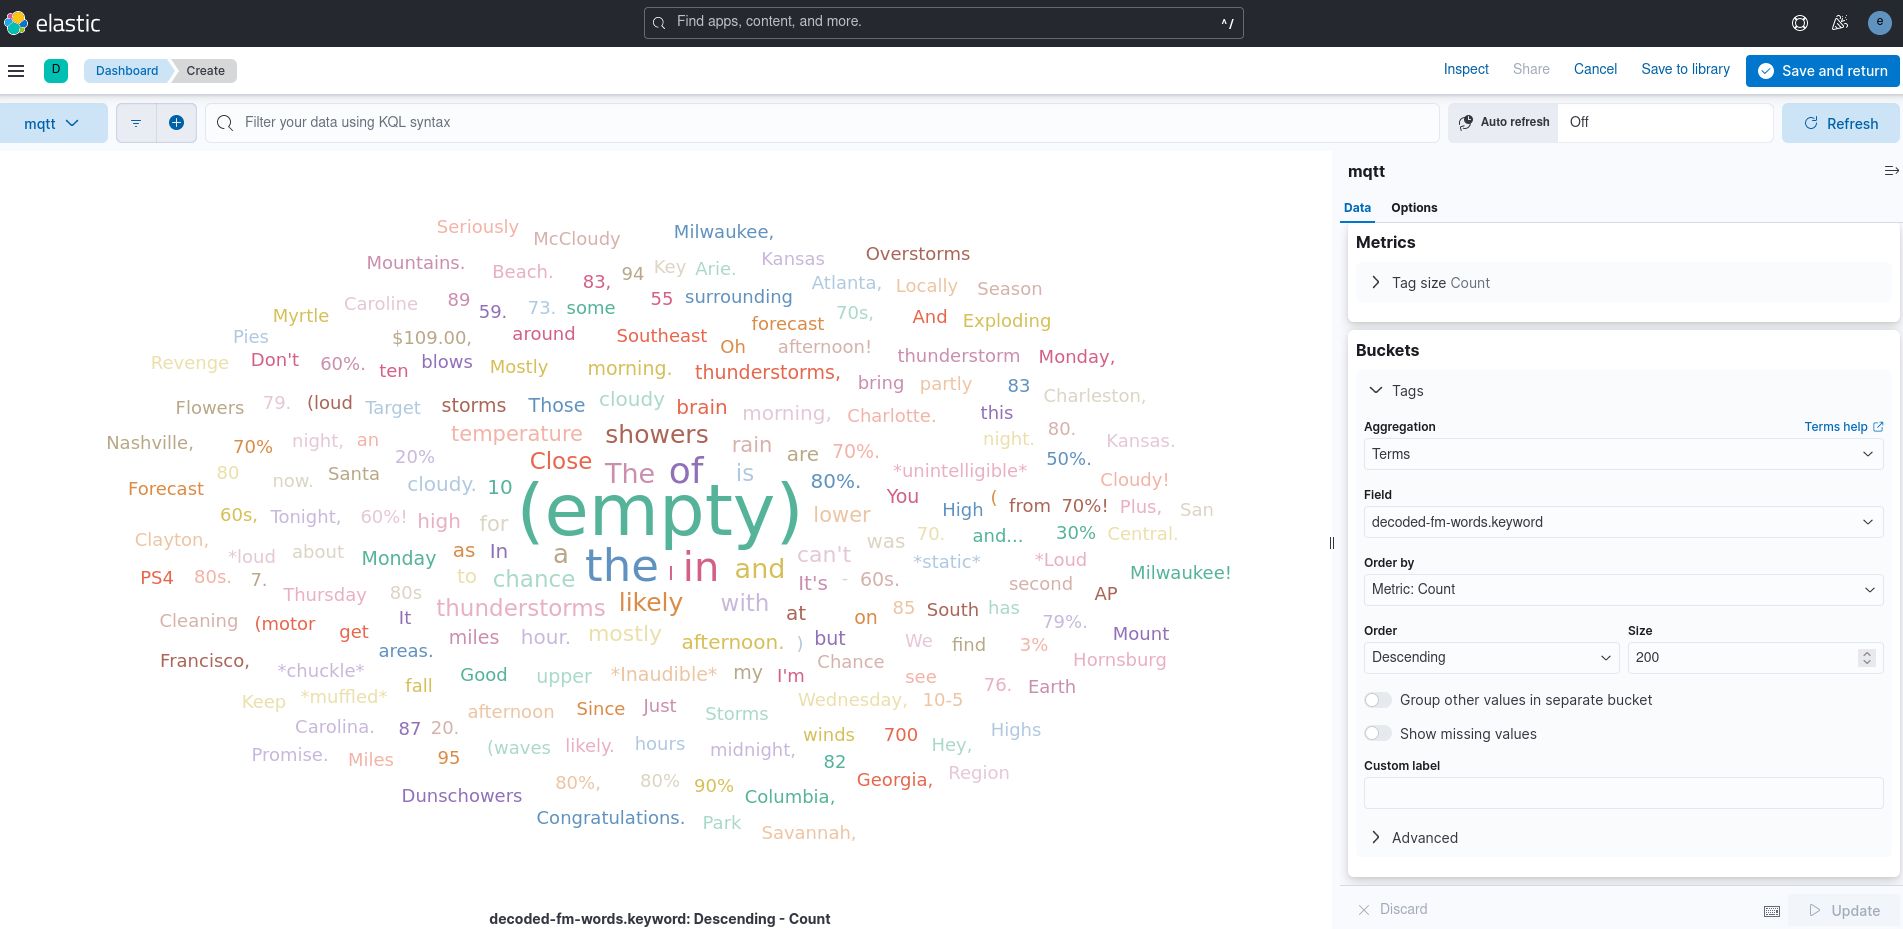 elastic
Find apps, content, and more.
^/
e
D
Dashboard
Create
Inspect
Share
Cancel
Save to library
Save and return
mqtt
Filter your data using KQL syntax
Auto refresh
Off
Refresh
Seriously
McCloudy
Milwaukee,
Mountains.
Beach.
83,
94
Key
Arie.
Kansas
Overstorms
Caroline
89
59.
73.
some
55
surrounding
Atlanta,
Locally
Season
Myrtle
Pies
$109.00,
around
Southeast
Oh
forecast
afternoon!
70s,
And
Exploding
Revenge
Don't
60%.
ten
blows
Mostly
morning.
thunderstorms,
bring
thunderstorm
partly
Monday,
83
Flowers
79.
(loud
Target
storms
Those
cloudy
brain
morning,
Charlotte.
this
Charleston,
Nashville,
70%
night,
an
20%
temperature
showers
rain
are
70%.
night.
80.
Kansas.
Forecast
80
now.
Santa
cloudy.
10
Close
The
of
is
80%.
*unintelligible*
50%.
Cloudy!
60s,
Tonight,
60%!
high
for
(empty)
lower
You
High
(
from
70%!
Plus,
San
Clayton,
*loud
about
Monday
as
In
a
the
I
in
and
can't
was
70.
and...
30%
Central.
PS4
80s.
7.
Thursday
80s
to
chance
It's
-
60s.
*static*
*Loud
second
AP
Milwaukee!
Cleaning
(motor
get
It
thunderstorms
likely
with
at
on
85
South
has
79%.
Mount
Francisco,
*chuckle*
areas.
miles
hour.
mostly
afternoon.
)
but
We
find
3%
Hornsburg
Keep
*muffled*
fall
Good
upper
*Inaudible*
my
I'm
Chance
see
76.
Earth
Carolina.
87
20.
afternoon
Since
Just
Storms
Wednesday,
10-5
Promise.
Miles
95
(waves
likely.
hours
midnight,
winds
82
700
Hey,
Highs
Dunschowers
80%,
80%
90%
Columbia,
Georgia,
Region
Congratulations.
Park
Savannah,
decoded-fm-words.keyword: Descending - Count
mqtt
Data
Options
Metrics
Tag size Count
Buckets
Tags
Aggregation
Terms help
Terms
Field
decoded-fm-words.keyword
Order by
Metric: Count
Order
Size
Descending
200
Group other values in separate bucket
Show missing values
Custom label
Advanced
Discard
Update